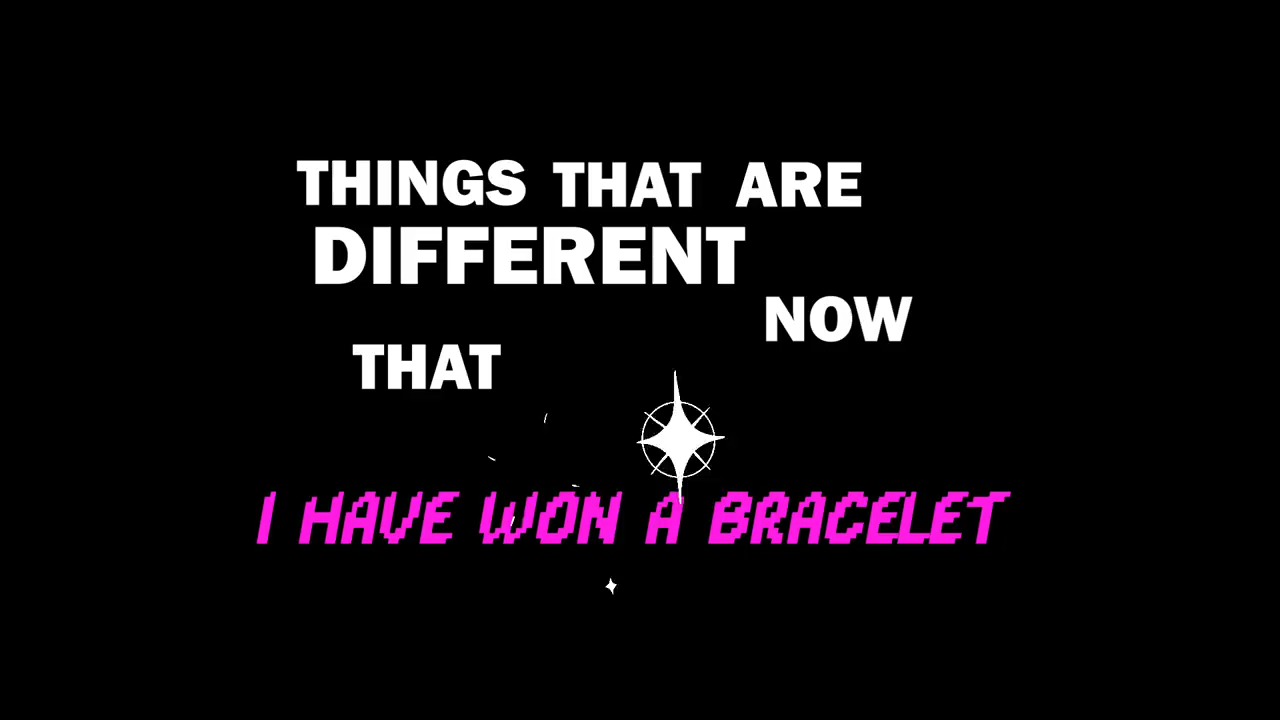 THINGS THAT ARE
DIFFERENT
NOW
THAT
I HAVE WON A BRACELET